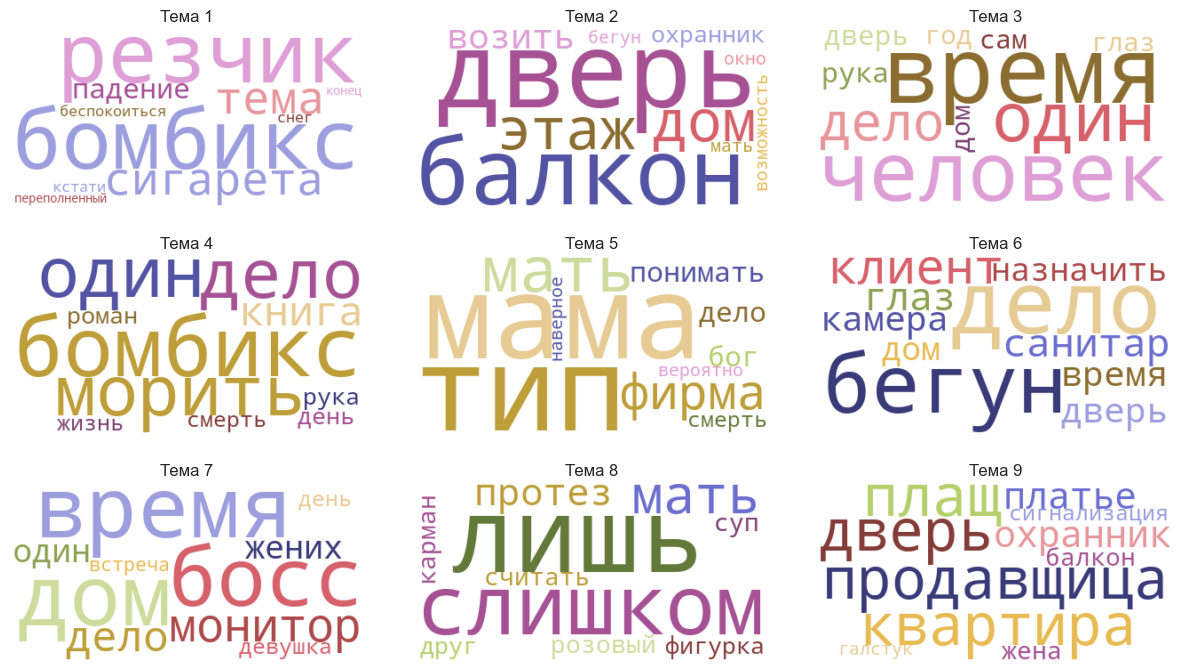 Тема 1
резчик
падение
тема
конец
беспокоиться
снег
бомбикс
кстати
сигарета
переполненный
Тема 2
возить
бегун
охранник
дверь
окно
этаж
дом
мать
возможность
балкон
Тема 3
дверь
год
сам
глаз
рука
время
дело
дом
один
человек
Тема 4
один
дело
роман
книга
бомбикс
морить
рука
жизнь
смерть
день
Тема 5
мать
понимать
мама
наверное
дело
бог
вероятно
тип
фирма
смерть
Тема 6
клиент
назначить
глаз
дело
камера
дом
санитар
бегун
время
дверь
Тема 7
время
день
один
встреча
жених
дом
босс
дело
монитор
девушка
Тема 8
протез
мать
карман
лишь
суп
считать
слишком
друг
розовый
фигурка
Тема 9
плащ
платье
сигнализация
дверь
охранник
балкон
продавщица
квартира
галстук
жена